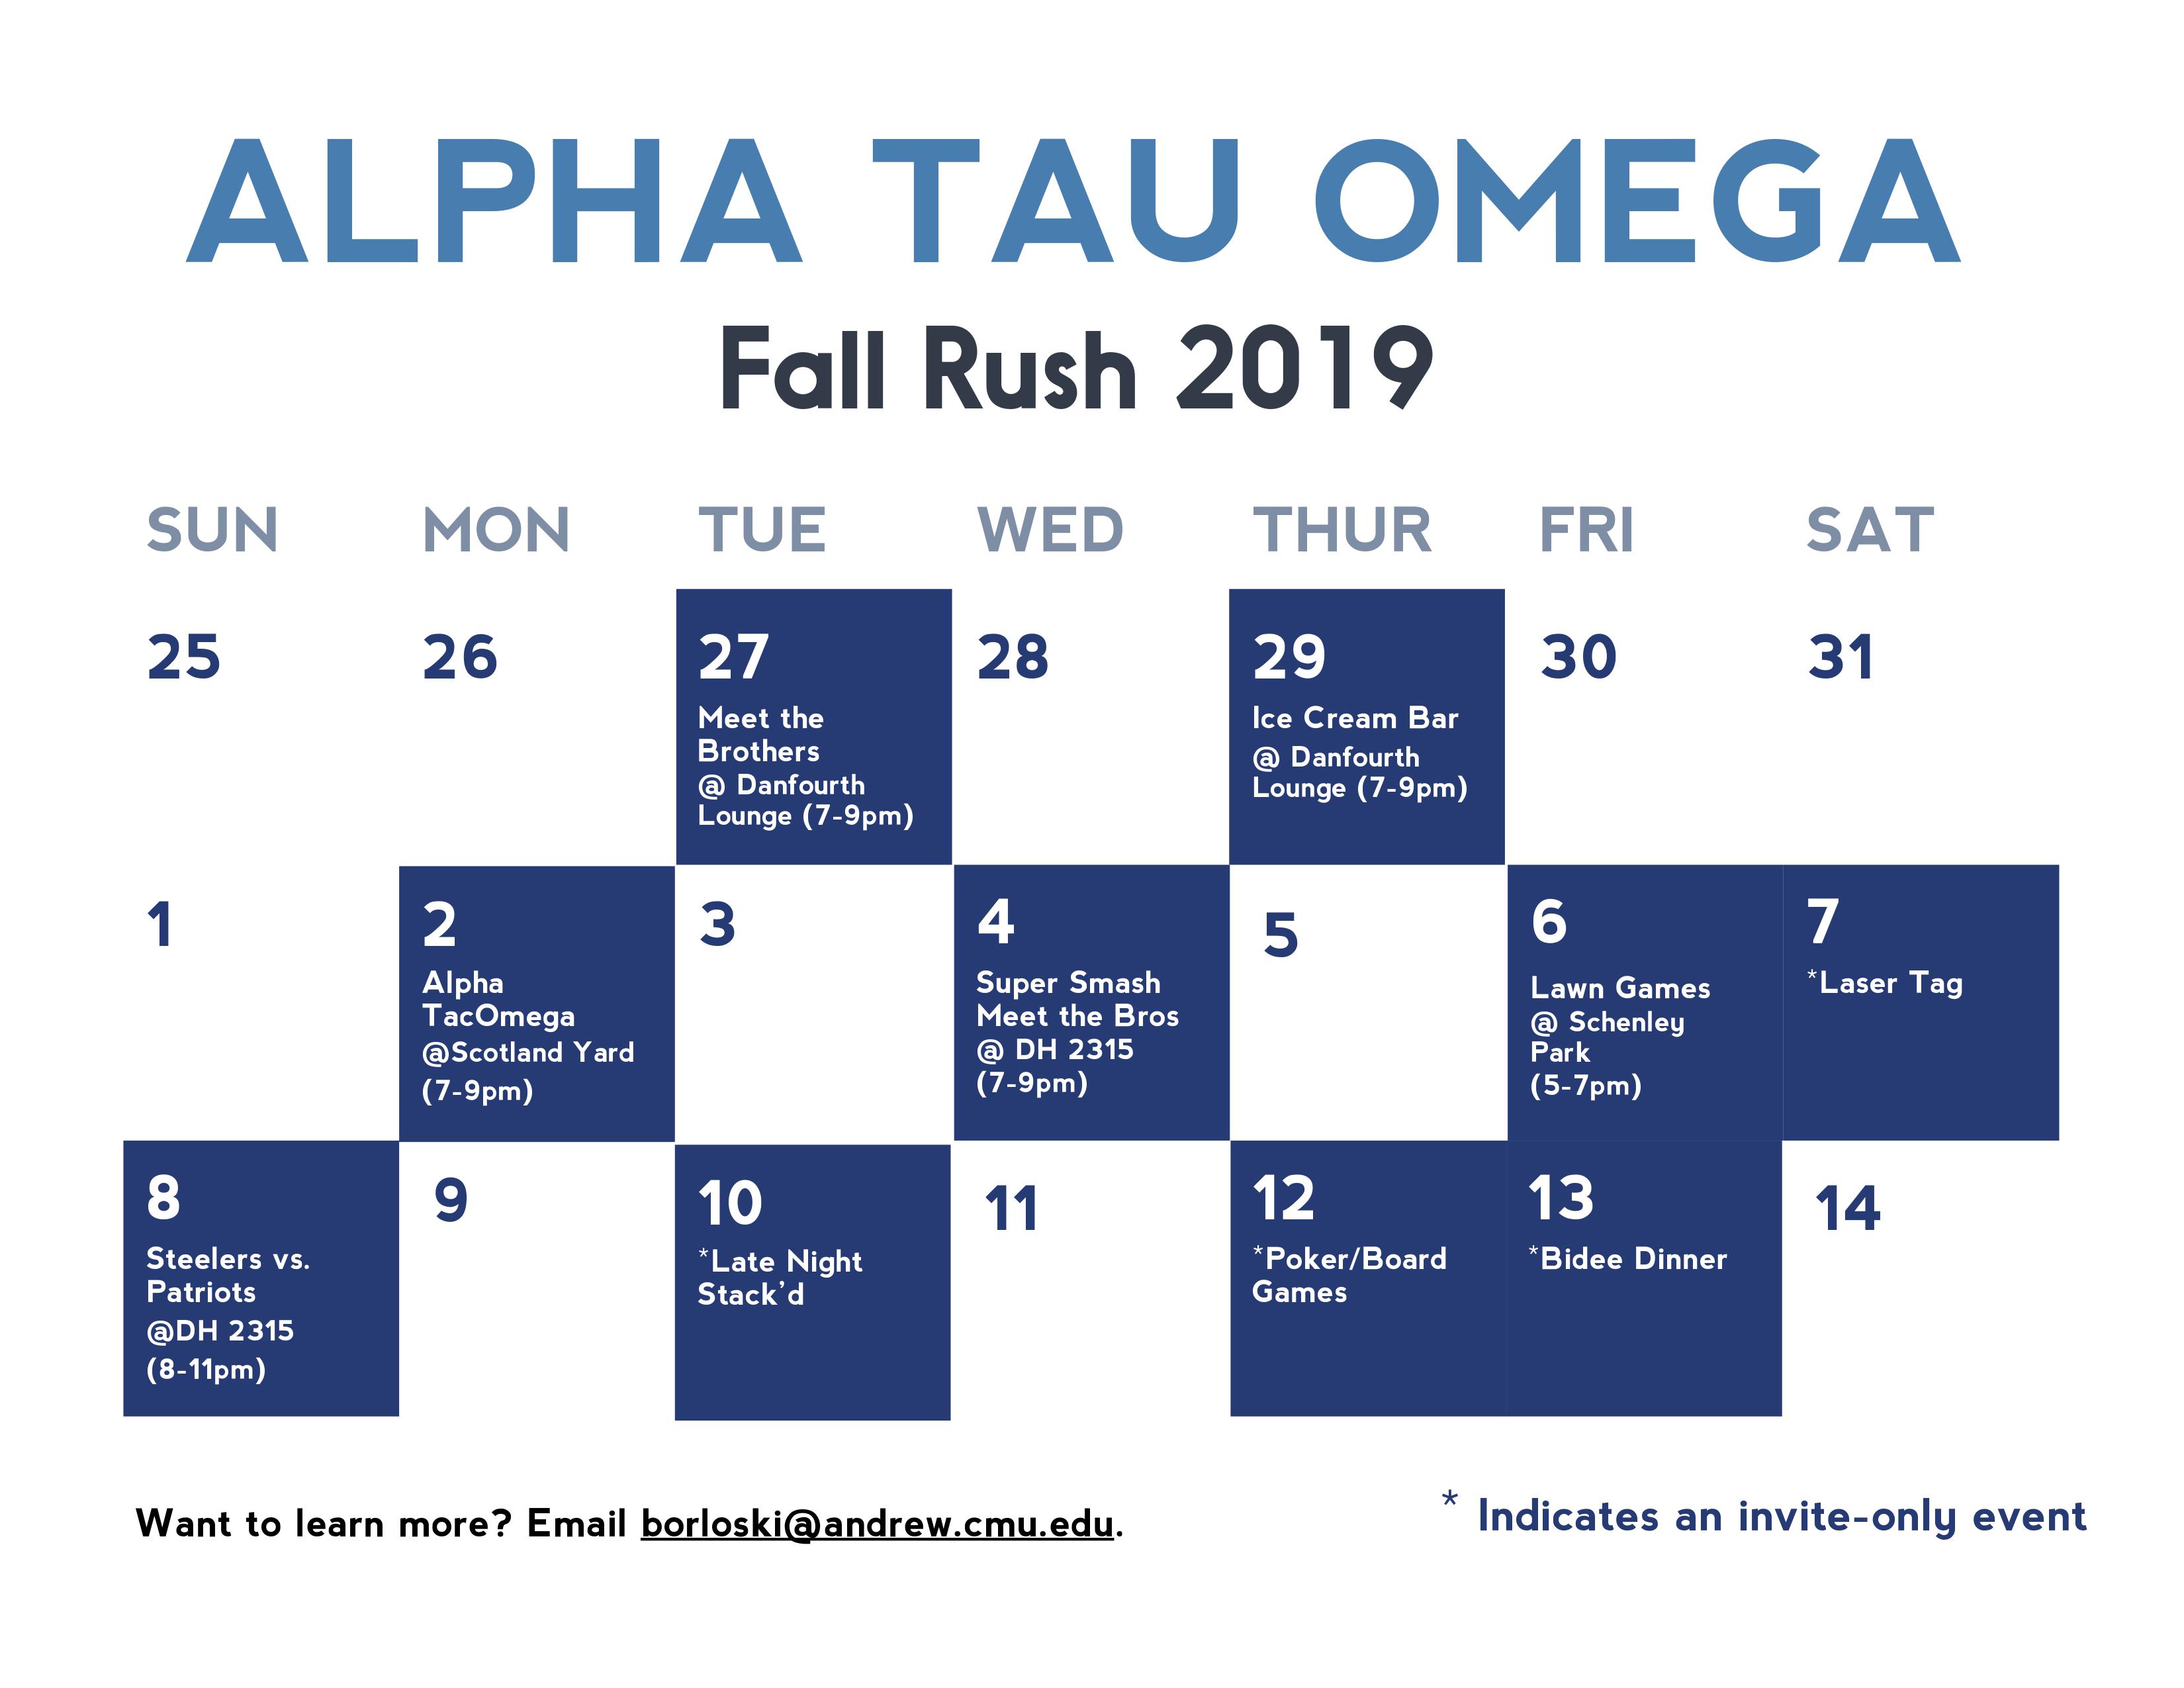 ALPHA TAU OMEGA
Fall Rush 2019
SUN MON TUE WED THUR FRI SAT
25 26 27 28 29 30 31
Meet the
Brothers
@ Danfourth
Lounge (7-9pm)
Ice Cream Bar
@ Danfourth
Lounge (7-9pm)
1 2 3 4 5 6 7
Alpha
TacOmega
@Scotland Yard
(7-9pm)
Super Smash
Meet the Bros
@ DH 2315
(7-9pm)
Lawn Games
@ Schenley
Park
(5-7pm)
*Laser Tag
8 9 10 11 12 13 14
Steelers vs.
Patriots
@DH 2315
(8-11pm)
*Late Night
Stack'd
*Poker/Board
Games
*Bidee Dinner
Want to learn more? Email borloski@andrew.cmu.edu.
* Indicates an invite-only event